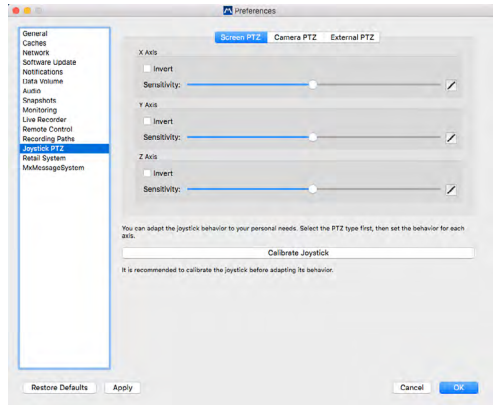 Preferences
General
Caches
Network
Software Update
Notifications
Data Volume
Audio
Snapshots
Monitoring
Live Recorder
Remote Control
Recording Paths
Joystick PTZ
Retail System
MxMessageSystem
Screen PTZ Camera PTZ External PTZ
X Axis
Invert
Sensitivity:
Y Axis
Invert
Sensitivity:
Z Axis
Invert
Sensitivity:
You can adapt the joystick behavior to your personal needs. Select the PTZ type first, then set the behavior for each
axis.
Calibrate Joystick
It is recommended to calibrate the joystick before adapting its behavior.
Restore Defaults Apply Cancel OK